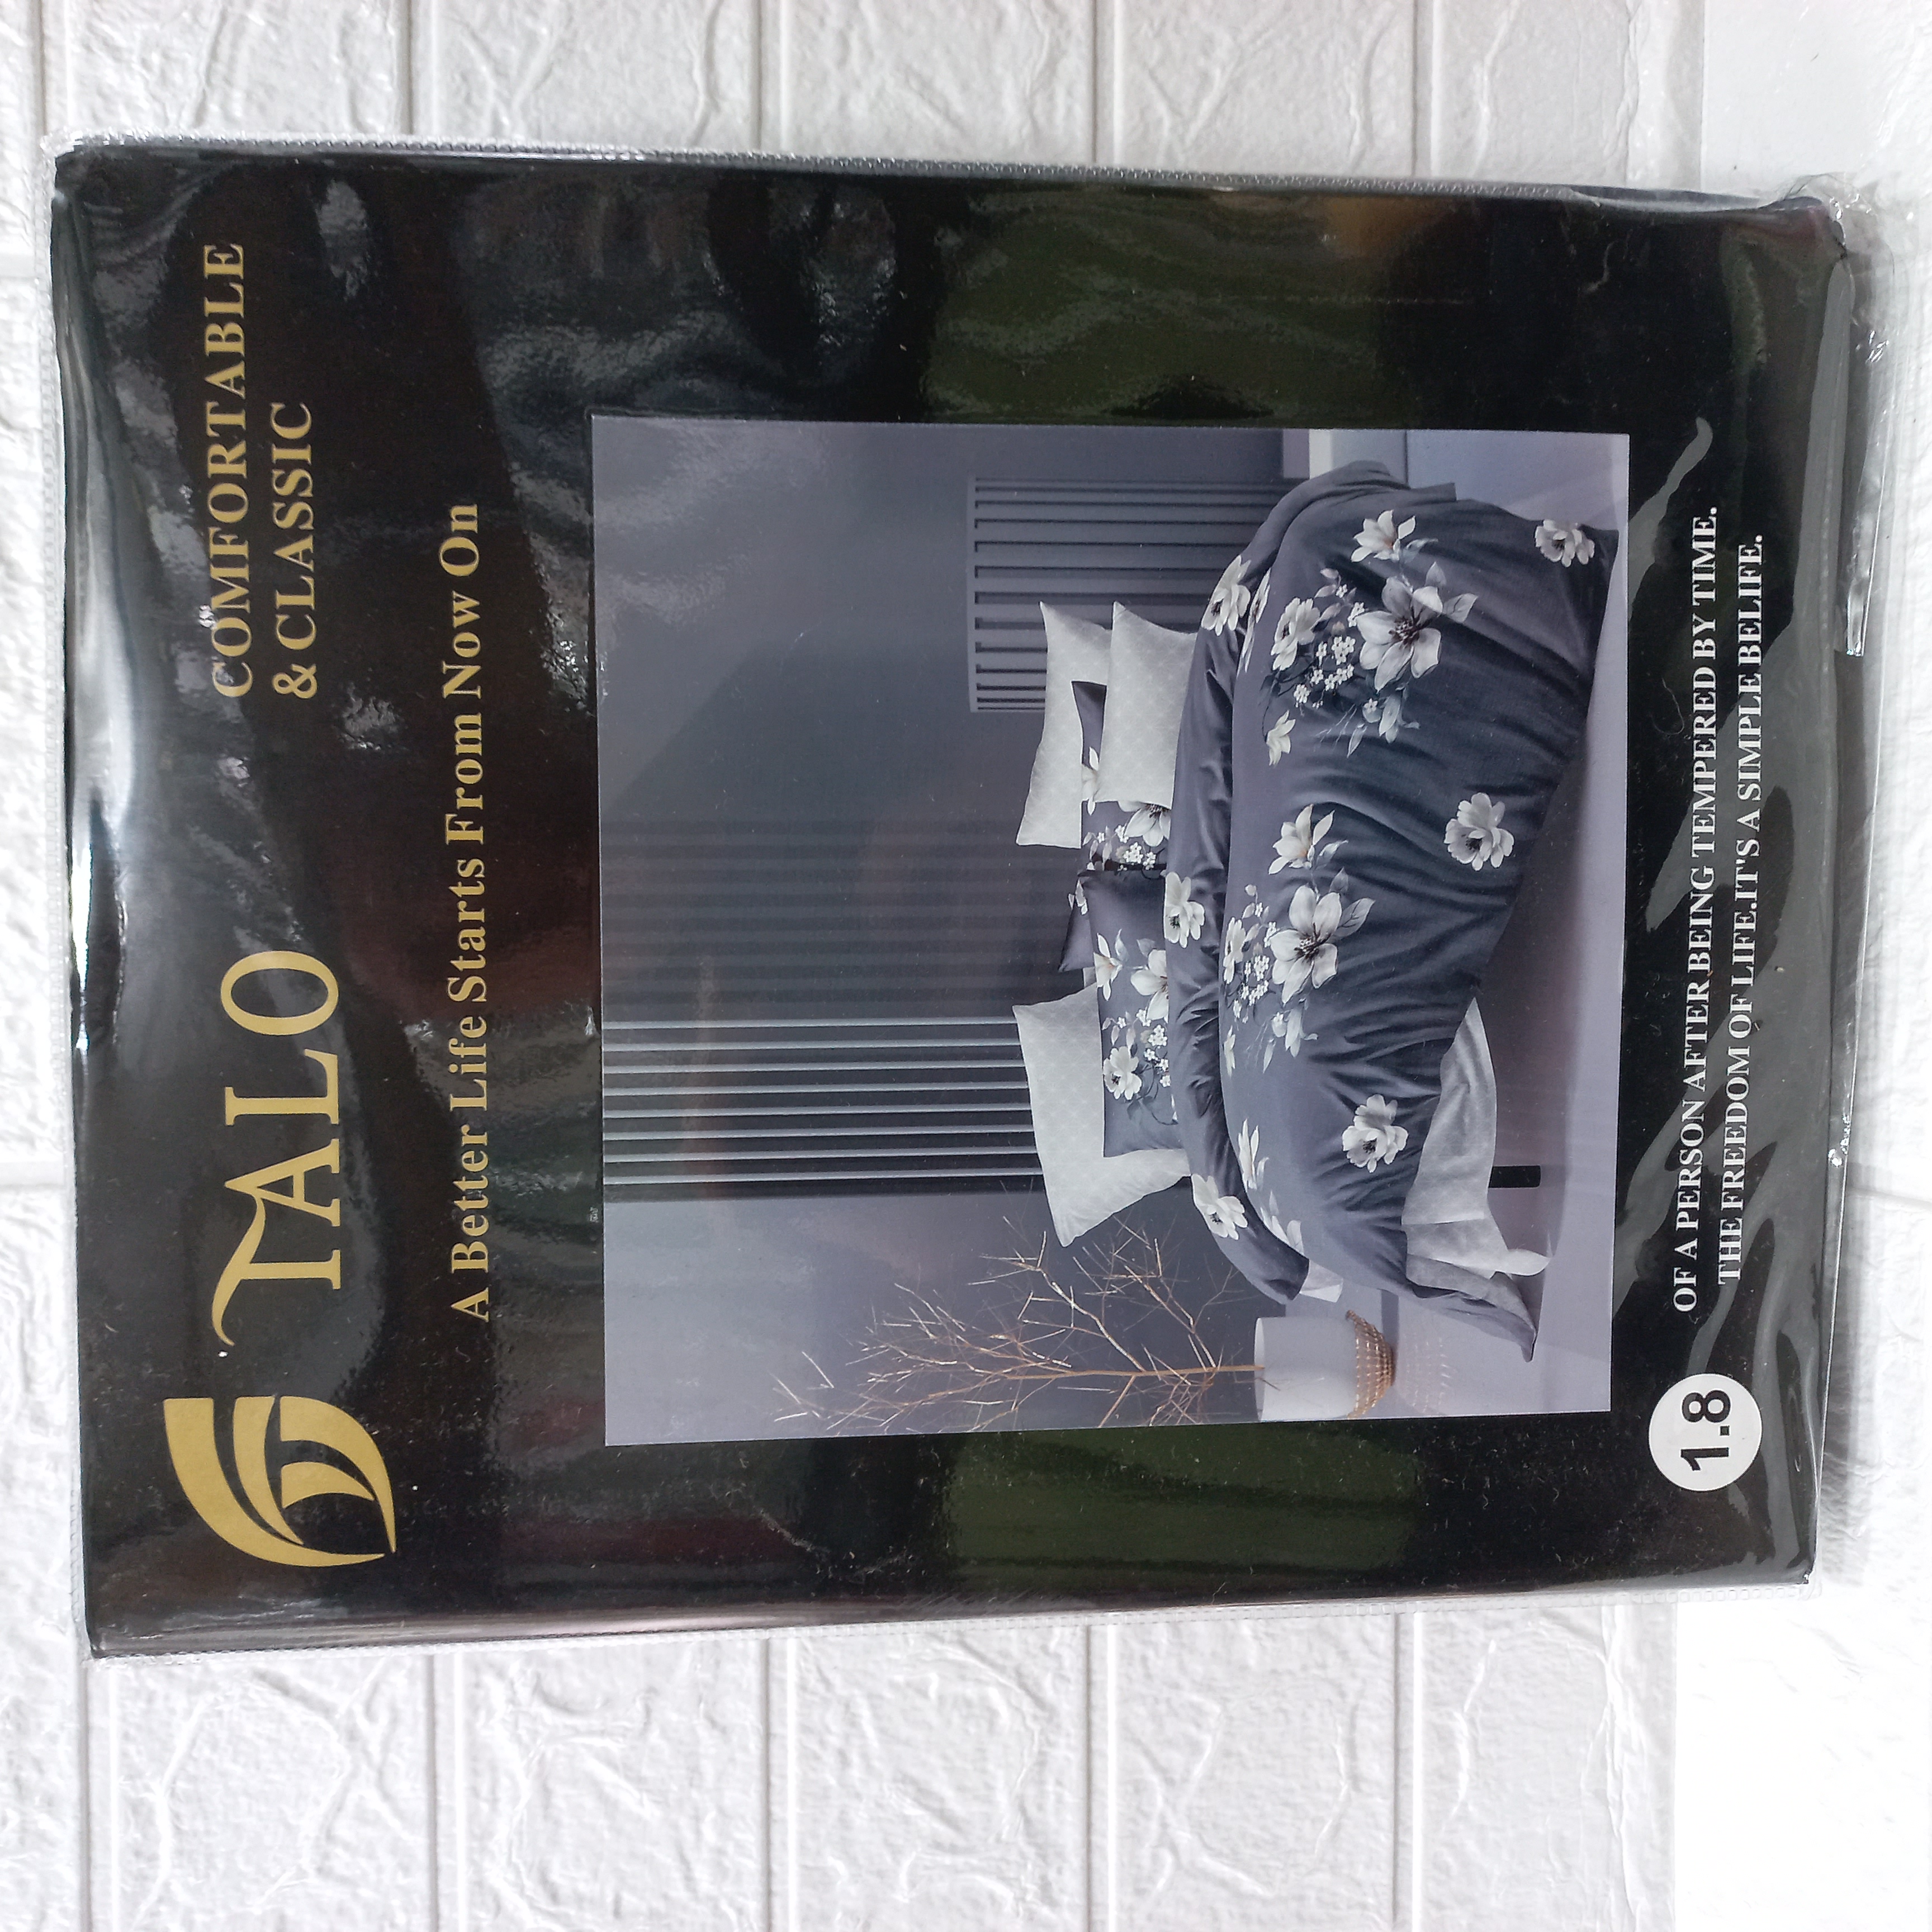 TALO
COMFORTABLE
& CLASSIC
A Better Life Starts From Now On
1.8
OF A PERSON AFTER BEING TEMPERED BY TIME.
THE FREEDOM OF LIFE.IT'S A SIMPLE BELIFE.